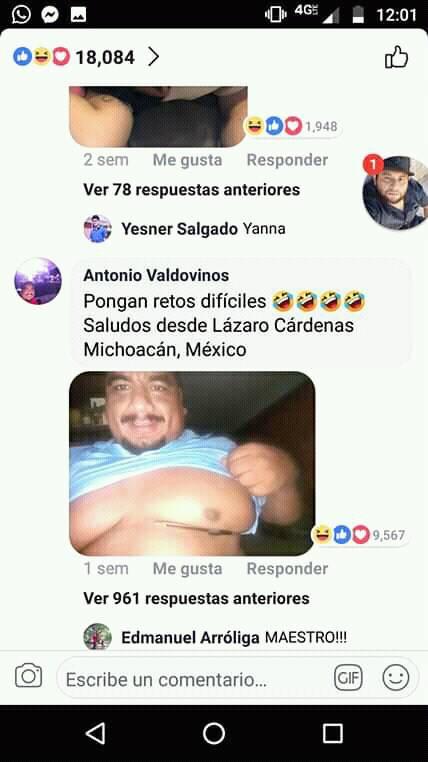 4G 12:01
18,084
1,948
2 sem Me gusta Responder
1
Ver 78 respuestas anteriores
Yesner Salgado Yanna
Antonio Valdovinos
Pongan retos difíciles 🤣🤣🤣🤣
Saludos desde Lázaro Cárdenas
Michoacán, México
9,567
1 sem Me gusta Responder
Ver 961 respuestas anteriores
Edmanuel Arróliga MAESTRO!!!
Escribe un comentario... GIF